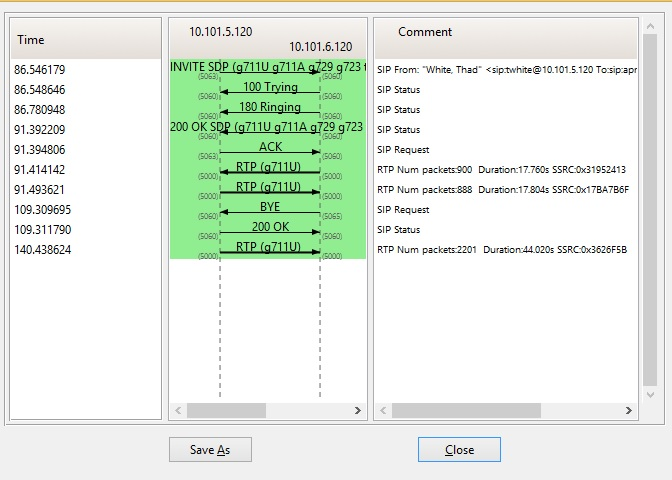 Time
10.101.5.120
10.101.6.120
Comment
86.546179
INVITE SDP (g711U g711A g729 g723 t
(5063)
(5060)
SIP From: "White, Thad" <sip:twhite@10.101.5.120 To:sip:apr
86.548646
100 Trying
(5060)
(5060)
SIP Status
86.780948
180 Ringing
(5060)
(5060)
SIP Status
91.392209
200 OK SDP (g711U g711A g729 g723
(5060)
(5060)
SIP Status
91.394806
ACK
(5063)
(5060)
SIP Request
91.414142
RTP (g711U)
(5000)
(5000)
RTP Num packets:900 Duration:17.760s SSRC:0x31952413
91.493621
RTP (g711U)
(5000)
(5000)
RTP Num packets:888 Duration:17.804s SSRC:0x17BA7B6F
109.309695
BYE
(5060)
(5065)
SIP Request
109.311790
200 OK
(5060)
(5060)
SIP Status
140.438624
RTP (g711U)
(5000)
(5000)
RTP Num packets:2201 Duration:44.020s SSRC:0x3626F5B
Save As
Close